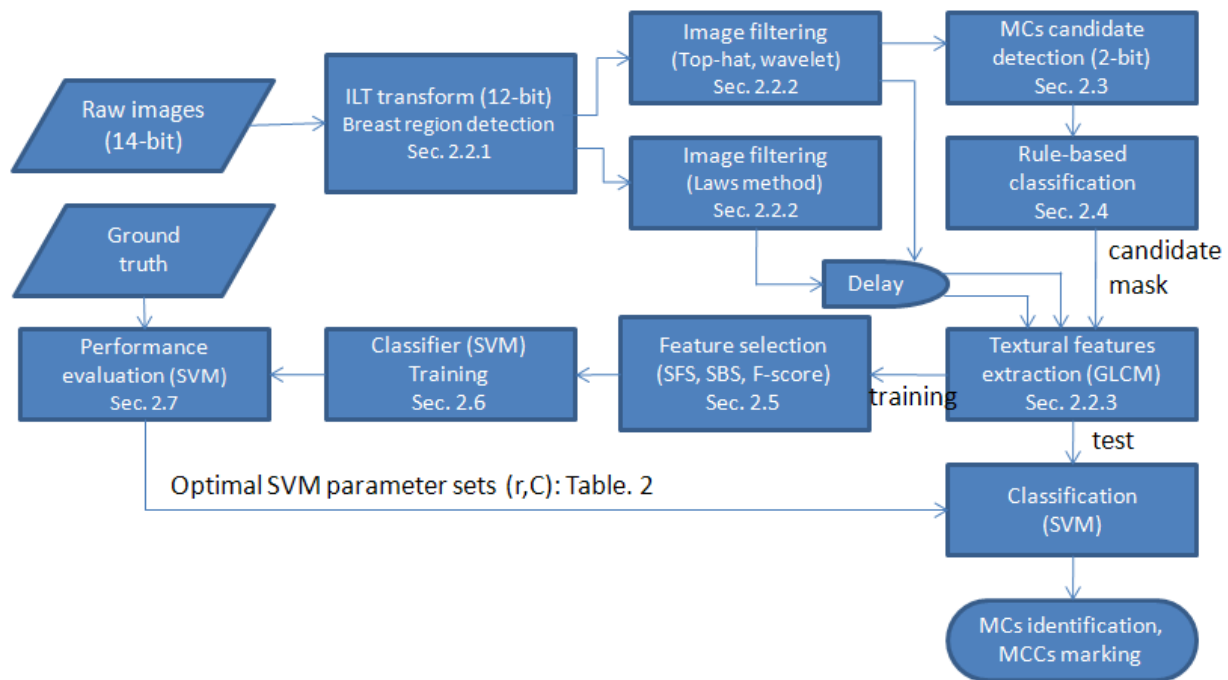 Raw images
(14-bit)
ILT transform (12-bit)
Breast region detection
Sec. 2.2.1
Image filtering
(Top-hat, wavelet)
Sec. 2.2.2
MCs candidate
detection (2-bit)
Sec. 2.3
Image filtering
(Laws method)
Sec. 2.2.2
Rule-based
classification
Sec. 2.4
Ground
truth
candidate
mask
Delay
Performance
evaluation (SVM)
Sec. 2.7
Classifier (SVM)
Training
Sec. 2.6
Feature selection
(SFS, SBS, F-score)
Sec. 2.5
training
Textural features
extraction (GLCM)
Sec. 2.2.3
test
Optimal SVM parameter sets (r,C): Table. 2
Classification
(SVM)
MCs identification,
MCCs marking